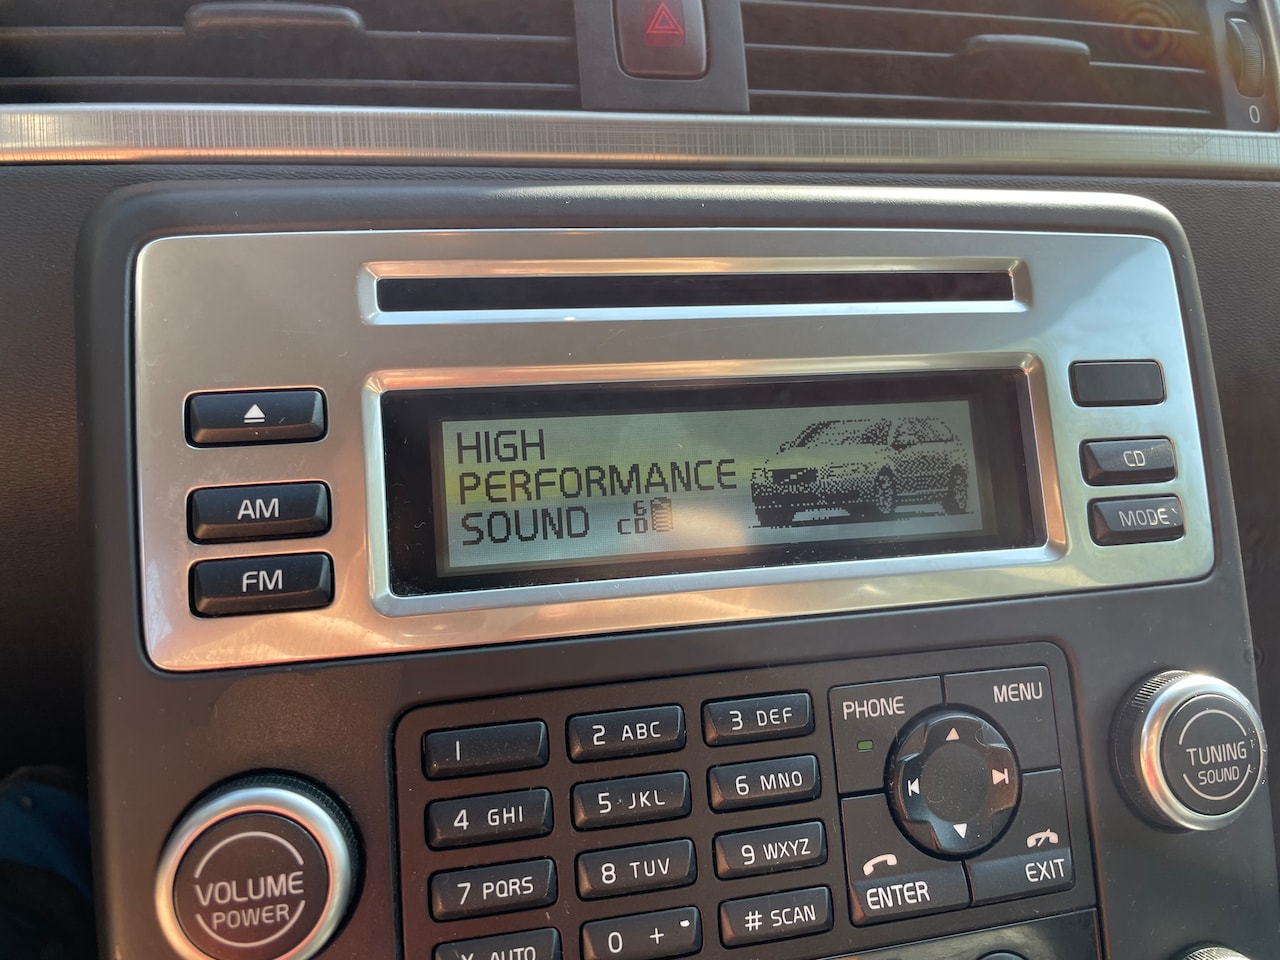 0
AM
FM
HIGH
PERFORMANCE
SOUND 6
CD
CD
MODE
1
2 ABC
3 DEF
4 GHI
5 JKL
6 MNO
7 PQRS
8 TUV
9 WXYZ
AUTO
0 +
# SCAN
PHONE
MENU
ENTER
EXIT
VOLUME
POWER
TUNING
SOUND